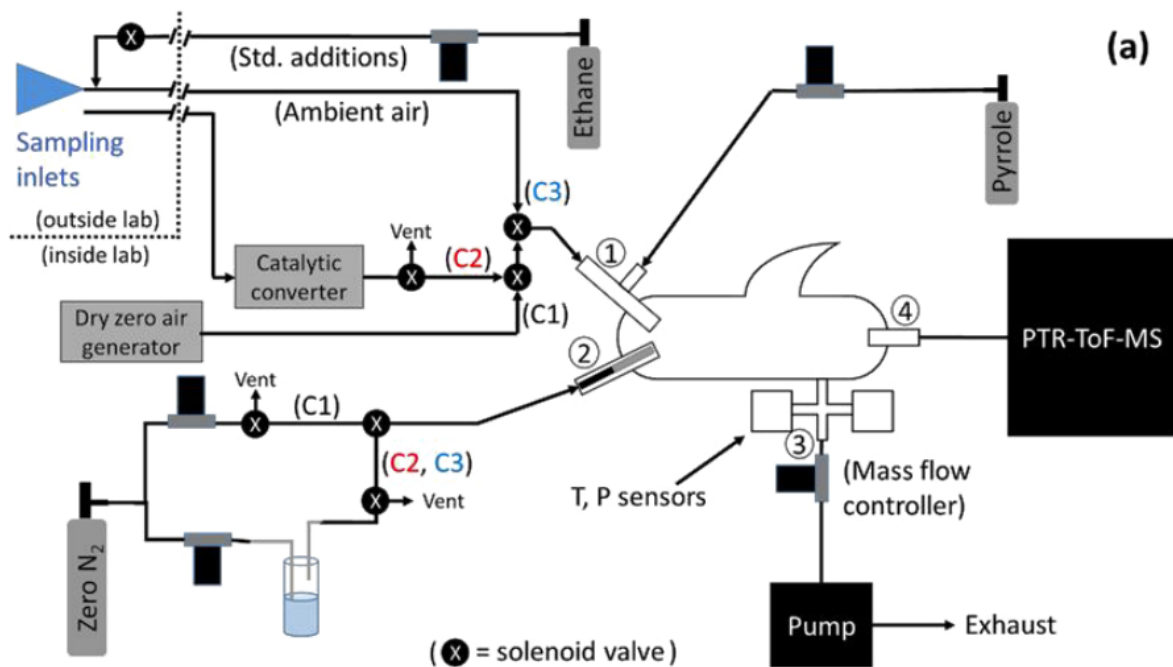 (a)
X
(Std. additions)
Ethane
(Ambient air)
Sampling
inlets
Pyrrole
(C3)
(outside lab)
(inside lab)
X
Vent
Catalytic
converter
X
(C2)
X
①
Dry zero air
generator
(C1)
②
④
PTR-ToF-MS
Vent
X
(C1)
X
(C2, C3)
③
T, P sensors
(Mass flow
controller)
X
Vent
Zero N₂
Pump
Exhaust
(X = solenoid valve)